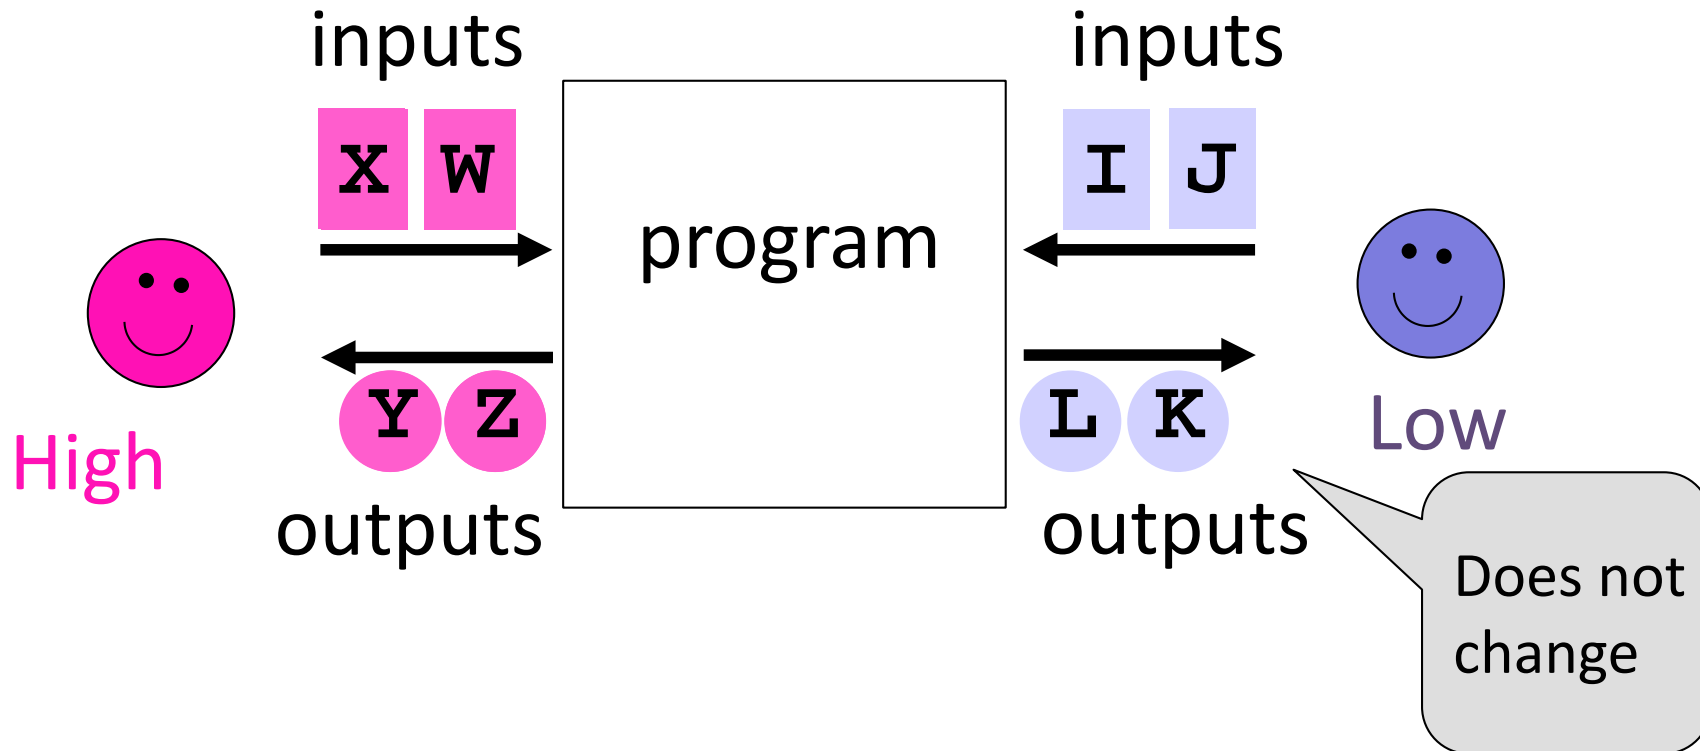 inputs
inputs
X W
I J
program
Y Z
L K
High
Low
outputs
outputs
Does not
change